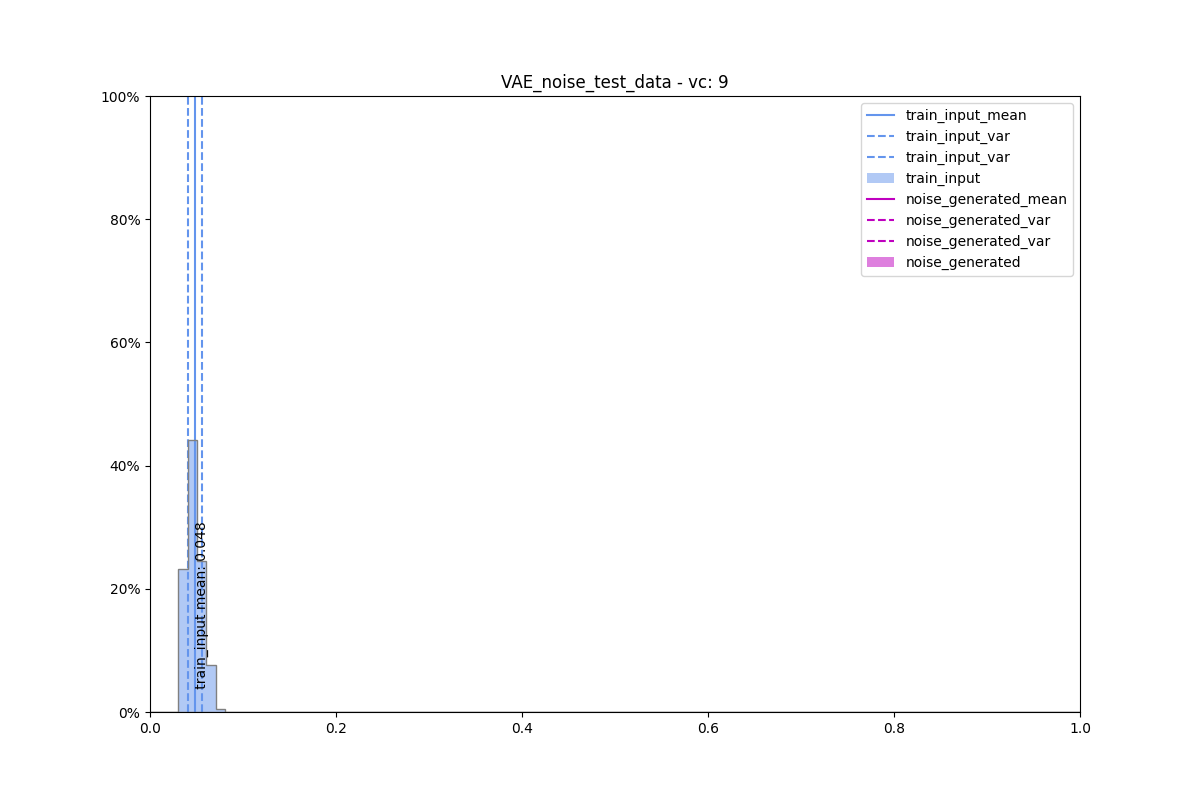 VAE_noise_test_data - vc: 9
100%
80%
60%
40%
20%
0%
train_input_mean
train_input_var
train_input_var
train_input
noise_generated_mean
noise_generated_var
noise_generated_var
noise_generated
train_input mean: 0.048
0.0
0.2
0.4
0.6
0.8
1.0